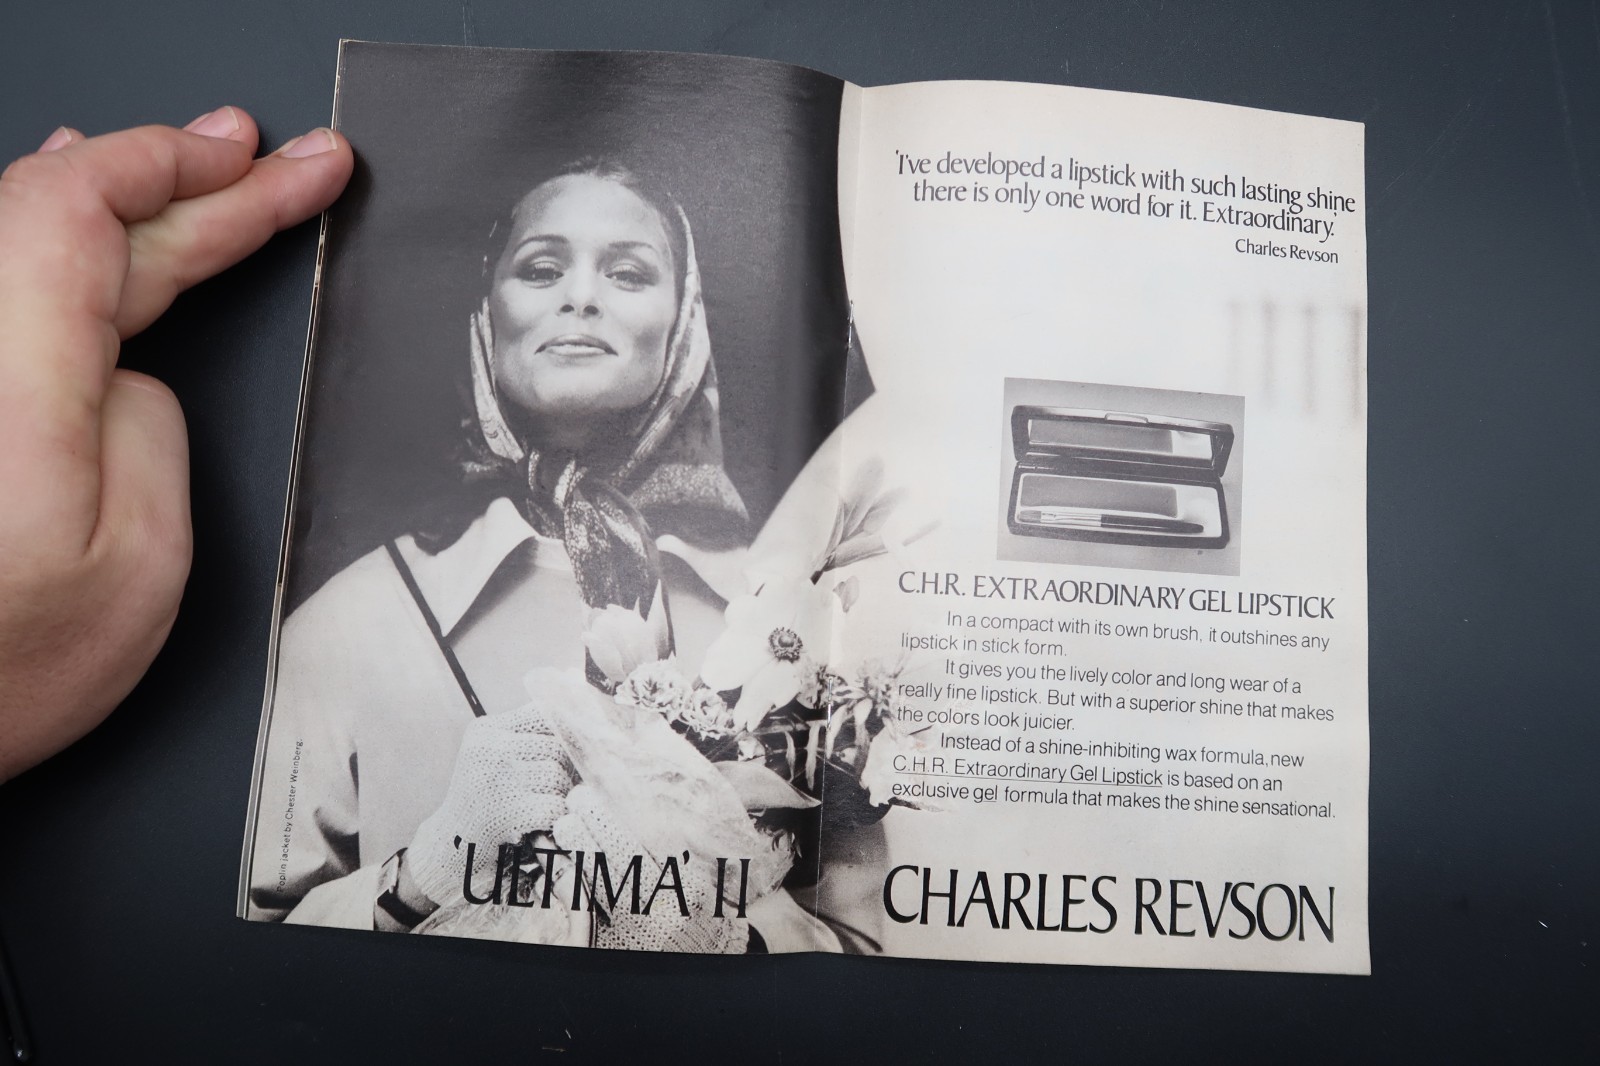 Poplin jacket by Chester Weinberg.
'ULTIMA' II
'I've developed a lipstick with such lasting shine
there is only one word for it. Extraordinary.'
Charles Revson
C.H.R. EXTRAORDINARY GEL LIPSTICK
In a compact with its own brush, it outshines any
lipstick in stick form.
It gives you the lively color and long wear of a
really fine lipstick. But with a superior shine that makes
the colors look juicier.
Instead of a shine-inhibiting wax formula, new
C.H.R. Extraordinary Gel Lipstick is based on an
exclusive gel formula that makes the shine sensational.
CHARLES REVSON